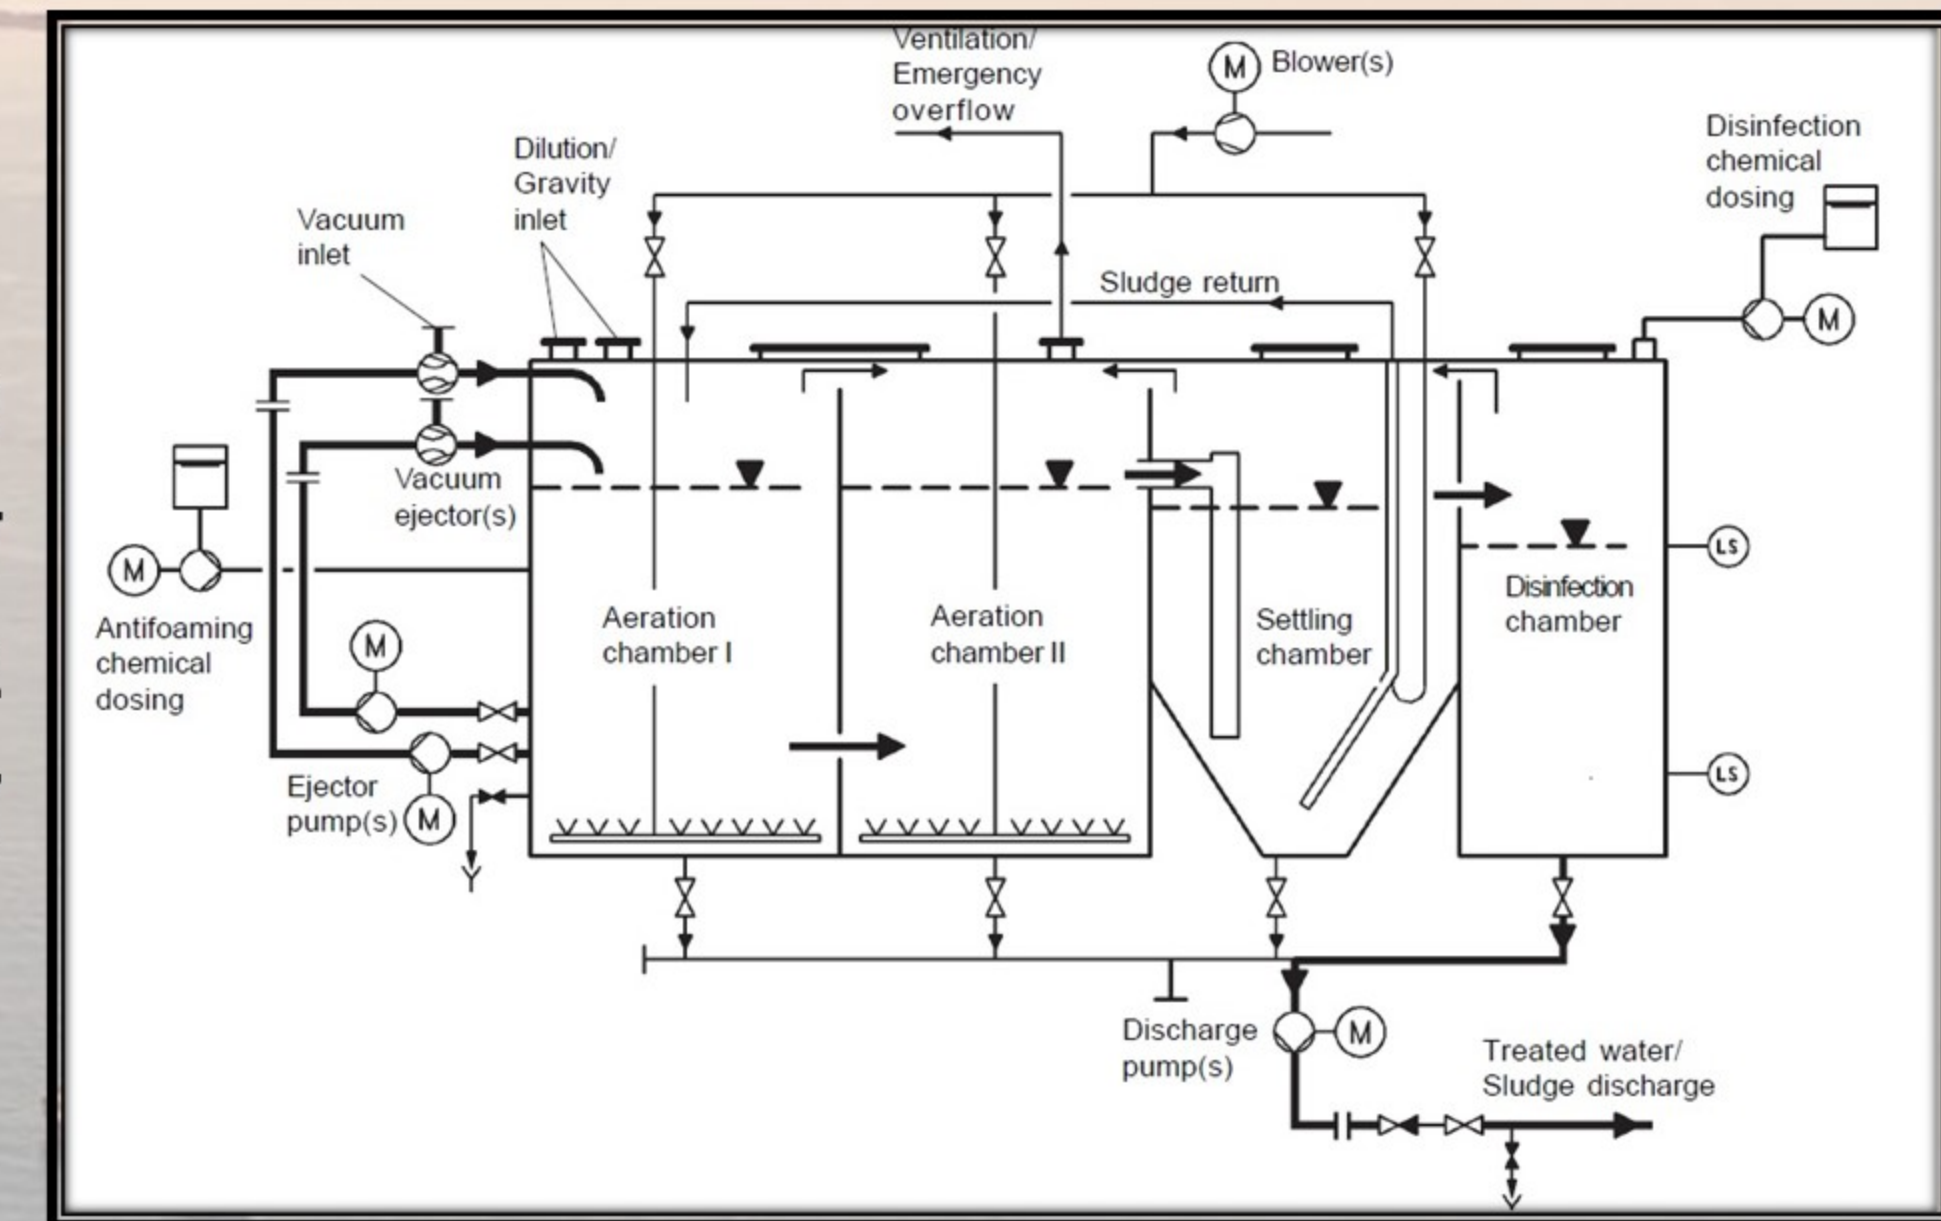 Ventilation/
Emergency
overflow
M
Blower(s)
Disinfection
chemical
dosing
M
Dilution/
Gravity
inlet
Vacuum
inlet
Sludge return
Vacuum
ejector(s)
M
Antifoaming
chemical
dosing
M
Ejector
pump(s)
M
Aeration
chamber I
Aeration
chamber II
Settling
chamber
Disinfection
chamber
LS
LS
Discharge
pump(s)
M
Treated water/
Sludge discharge